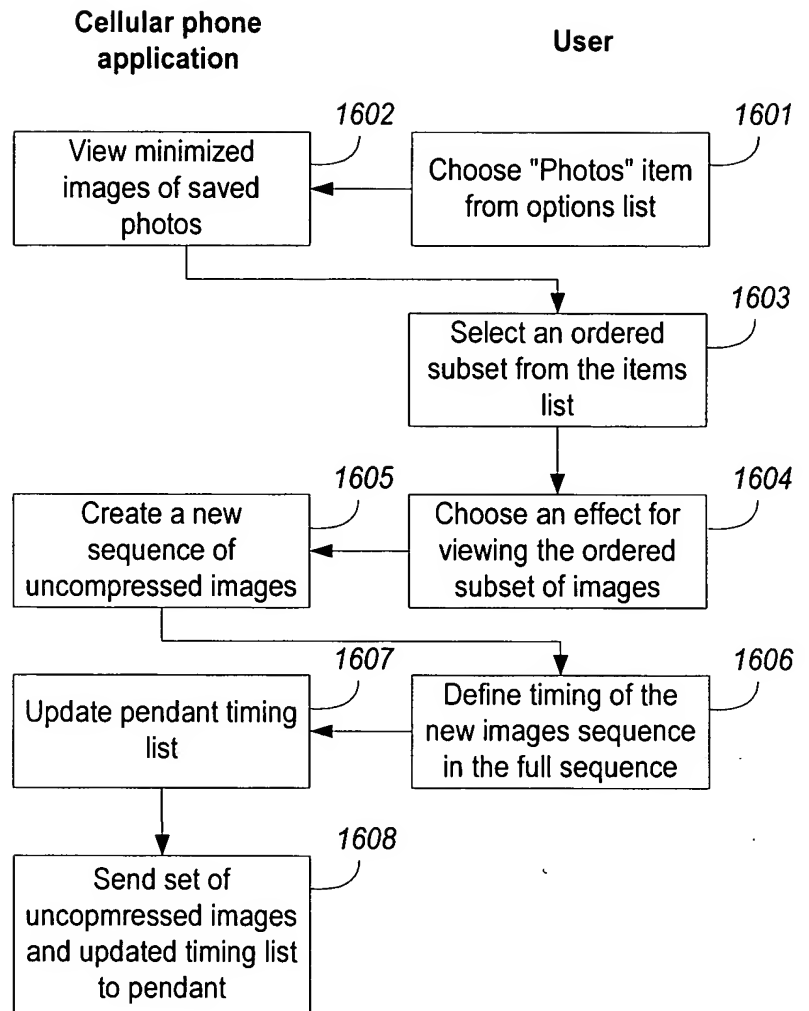 Cellular phone
application
User
1602
1601
View minimized
images of saved
photos
Choose "Photos" item
from options list
1603
Select an ordered
subset from the items
list
1605
1604
Create a new
sequence of
uncompressed images
Choose an effect for
viewing the ordered
subset of images
1607
1606
Update pendant timing
list
Define timing of the
new images sequence
in the full sequence
1608
Send set of
uncopmressed images
and updated timing list
to pendant